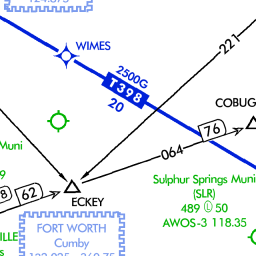 WIMES
221
2500G
T398
20
COBUG
76
Muni
064
9
Sulphur Springs Muni
(SLR)
489 Ⓛ 50
AWOS-3 118.35
8
62
ECKEY
FORT WORTH
Cumby